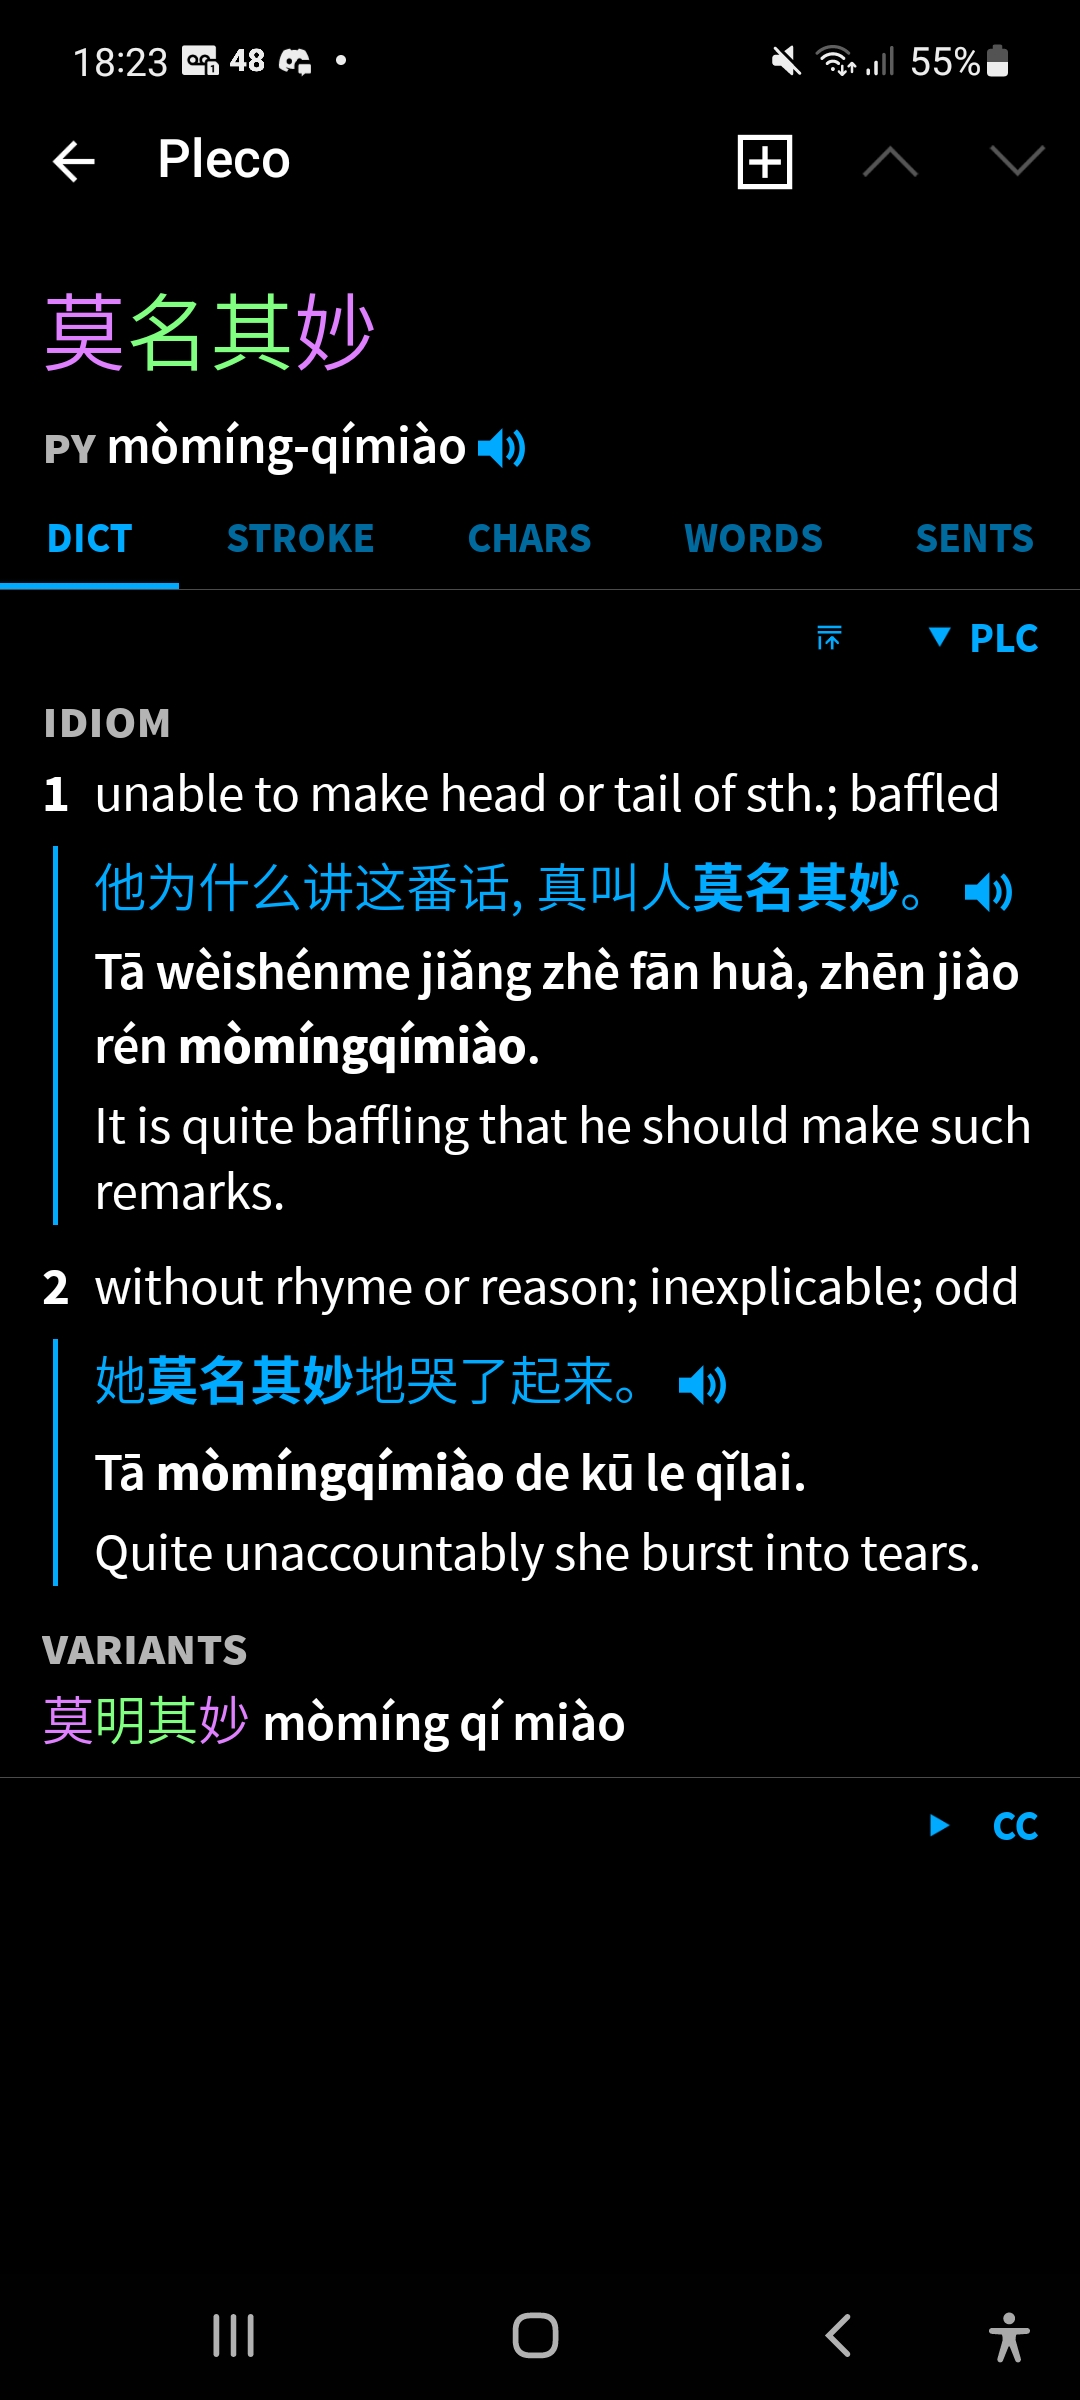 18:23 48 55%
Pleco
莫名其妙
PY mòmíng-qímiào
DICT STROKE CHARS WORDS SENTS
PLC
IDIOM
1 unable to make head or tail of sth.; baffled
他为什么讲这番话, 真叫人莫名其妙。
Tā wèishénme jiǎng zhè fān huà, zhēn jiào
rén mòmíngqímiào.
It is quite baffling that he should make such
remarks.
2 without rhyme or reason; inexplicable; odd
她莫名其妙地哭了起来。
Tā mòmíngqímiào de kū le qǐlai.
Quite unaccountably she burst into tears.
VARIANTS
莫明其妙 mòmíng qí miào
CC